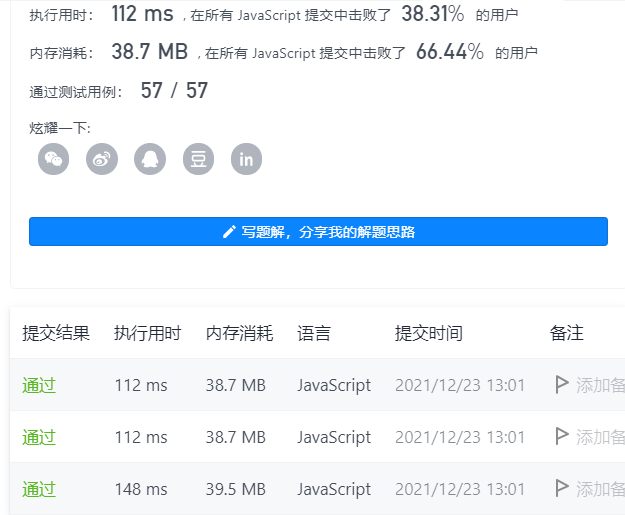 执行用时： 112 ms , 在所有 JavaScript 提交中击败了 38.31% 的用户
内存消耗： 38.7 MB , 在所有 JavaScript 提交中击败了 66.44% 的用户
通过测试用例： 57 / 57
炫耀一下:
豆 in
写题解，分享我的解题思路
提交结果 执行用时 内存消耗 语言 提交时间 备注
通过 112 ms 38.7 MB JavaScript 2021/12/23 13:01 添加备
通过 112 ms 38.7 MB JavaScript 2021/12/23 13:01 添加备
通过 148 ms 39.5 MB JavaScript 2021/12/23 13:01 添加备